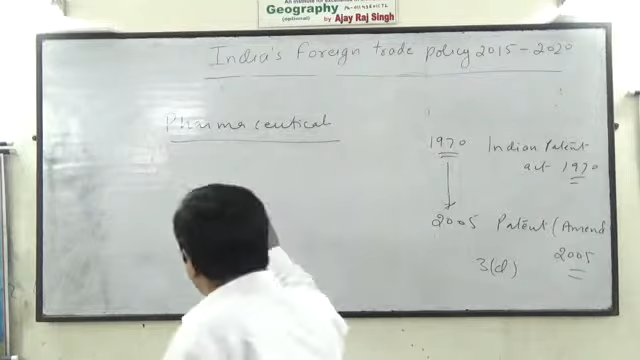 Geography
(optional) by Ajay Raj Singh
India's foreign trade policy 2015-2020
Pharmaceutical
1970 Indian Patent
act 1970
2005 Patent (Amend
2005
3(d)